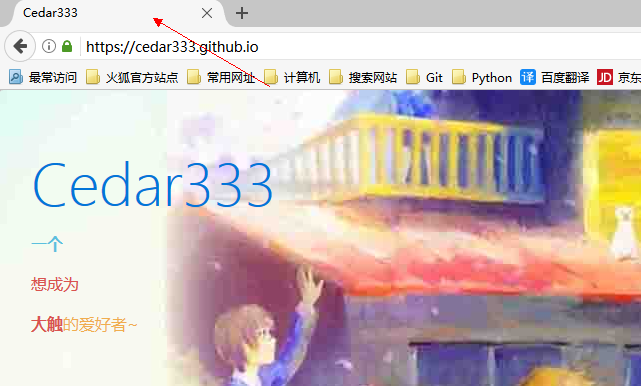 Cedar333
https://cedar333.github.io
最常访问 火狐官方站点 常用网址 计算机 搜索网站 Git Python 译 百度翻译 JD 京东
Cedar333
一个
想成为
大触的爱好者~